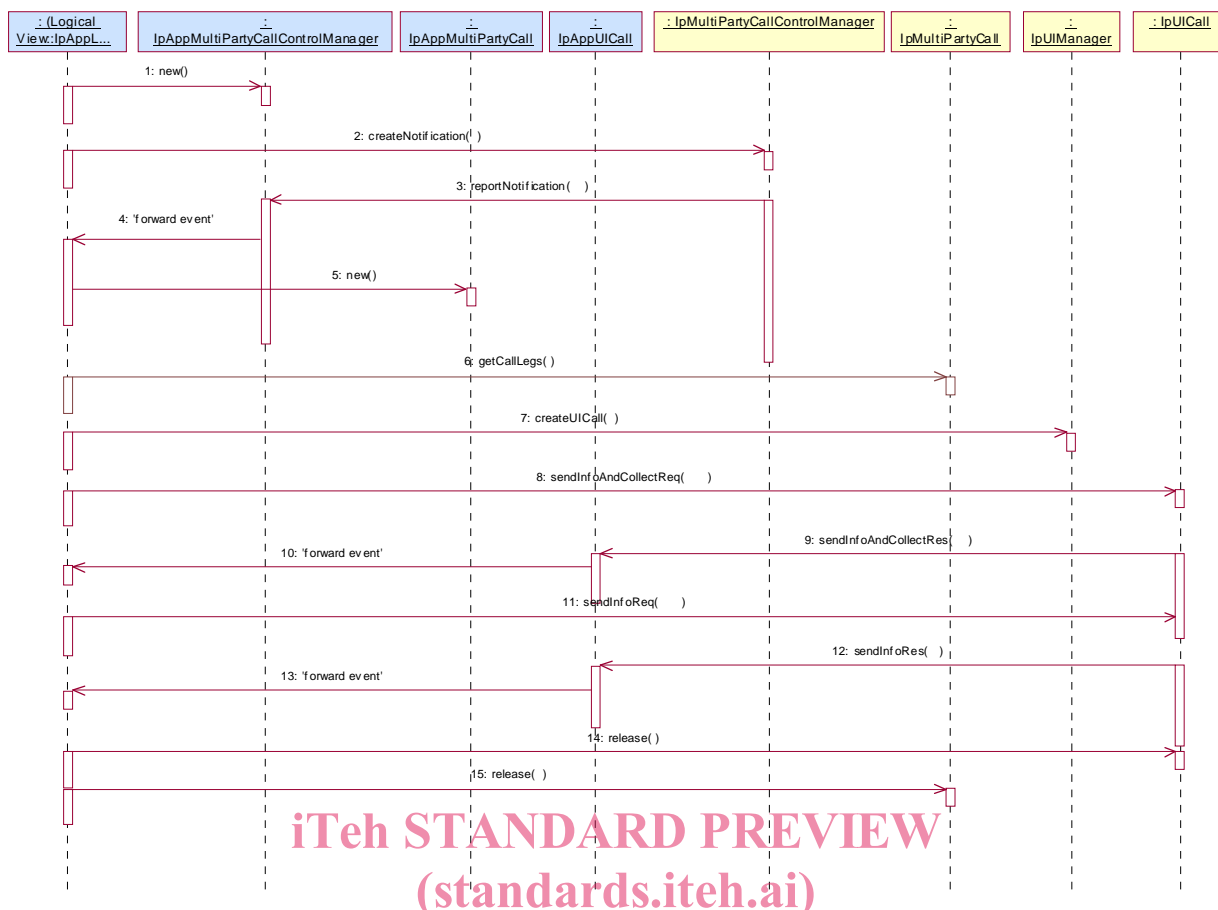 : (Logical
View::IpAppL...
:
IpAppMultiPartyCallControlManager
:
IpAppMultiPartyCall
:
IpAppUICall
: IpMultiPartyCallControlManager
:
IpMultiPartyCall
:
IpUIManager
: IpUICall
1: new()
2: createNotification( )
3: reportNotification( )
4: 'forward event'
5: new()
6: getCallLegs( )
7: createUICall( )
8: sendInfoAndCollectReq( )
9: sendInfoAndCollectRes( )
10: 'forward event'
11: sendInfoReq( )
12: sendInfoRes( )
13: 'forward event'
14: release( )
15: release( )
iTeh STANDARD PREVIEW
(standards.iteh.ai)